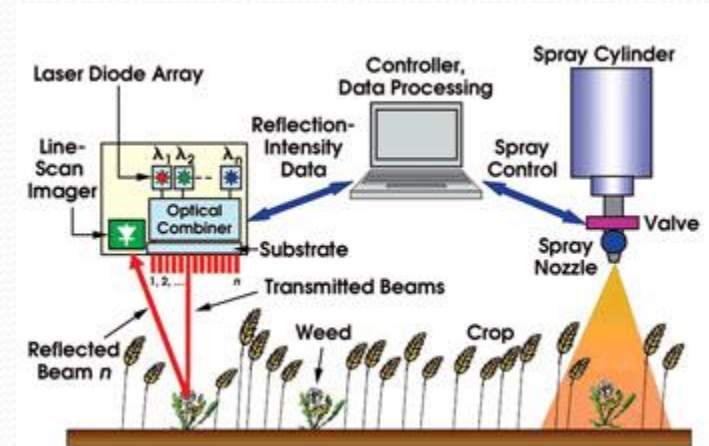 Laser Diode Array
Line-
Scan
Imager
λ1 λ2 -- λn
Optical
Combiner
Substrate
1, 2, ... n
Transmitted Beams
Reflected
Beam n
Reflection-
Intensity
Data
Controller,
Data Processing
Spray
Control
Spray Cylinder
Valve
Spray
Nozzle
Weed
Crop